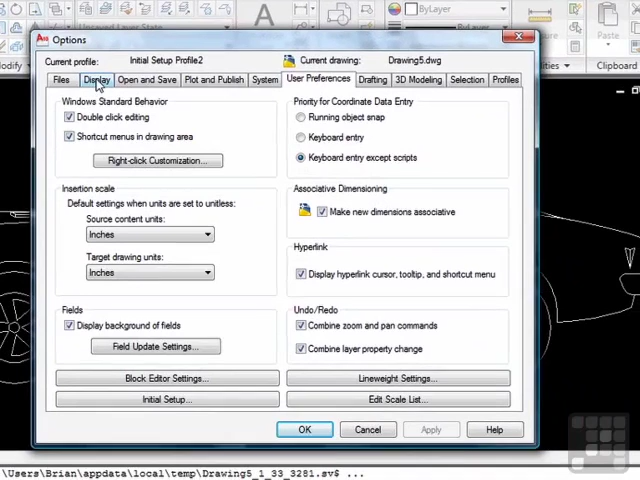 ByLayer
Modify
Options
Current profile: Initial Setup Profile2 Current drawing: Drawing5.dwg
Files Display Open and Save Plot and Publish System User Preferences Drafting 3D Modeling Selection Profiles
Windows Standard Behavior
Double click editing
Shortcut menus in drawing area
Right-click Customization...
Insertion scale
Default settings when units are set to unitless:
Source content units:
Inches
Target drawing units:
Inches
Fields
Display background of fields
Field Update Settings...
Block Editor Settings...
Initial Setup...
Priority for Coordinate Data Entry
Running object snap
Keyboard entry
Keyboard entry except scripts
Associative Dimensioning
Make new dimensions associative
Hyperlink
Display hyperlink cursor, tooltip, and shortcut menu
Undo/Redo
Combine zoom and pan commands
Combine layer property change
Lineweight Settings...
Edit Scale List...
OK Cancel Apply Help
\Users\Brian\appdata\local\temp\Drawing5_1_33_3281.sv$ ...